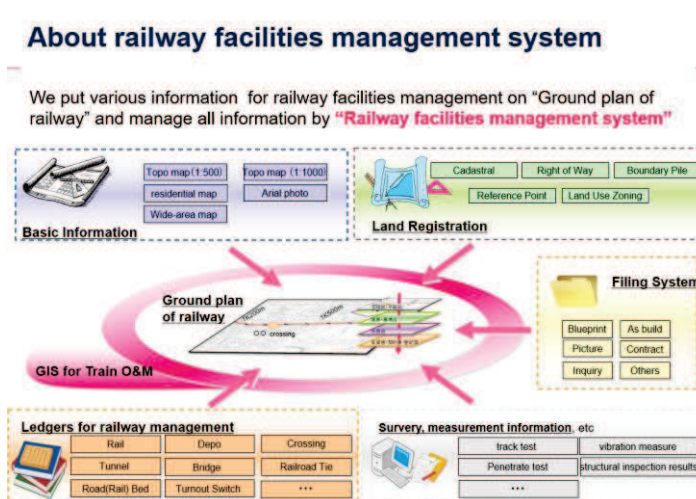 About railway facilities management system
We put various information for railway facilities management on “Ground plan of
railway” and manage all information by “Railway facilities management system”
Topo map(1:500)
Topo map (1:1000)
residential map
Arial photo
Wide-area map
Basic Information
Cadastral
Right of Way
Boundary Pile
Reference Point
Land Use Zoning
Land Registration
Ground plan
of railway
1k200m
1k500m
crossing
GIS for Train O&M
Filing System
Blueprint
As build
Picture
Contract
Inquiry
Others
Ledgers for railway management
Rail
Depo
Crossing
Tunnel
Bridge
Railroad Tie
Road(Rail) Bed
Turnout Switch
•••
Survery, measurement information, etc
track test
vibration measure
Penetrate test
structural inspection results
•••